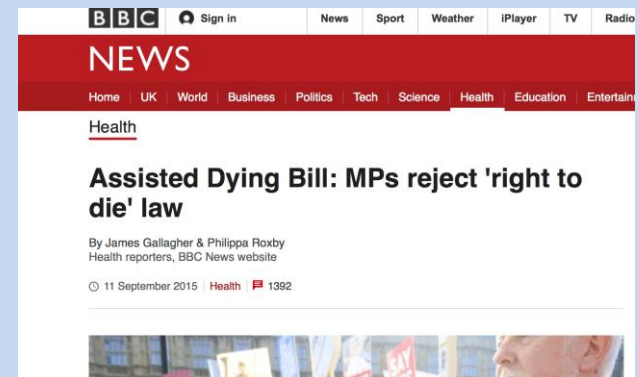 BBC Sign in News Sport Weather iPlayer TV Radio
NEWS
Home UK World Business Politics Tech Science Health Education
Health
Assisted Dying Bill: MPs reject 'right to
die' law
By James Gallagher & Philippa Roxby
Health reporters, BBC News website
11 September 2015 Health 1392
SAY